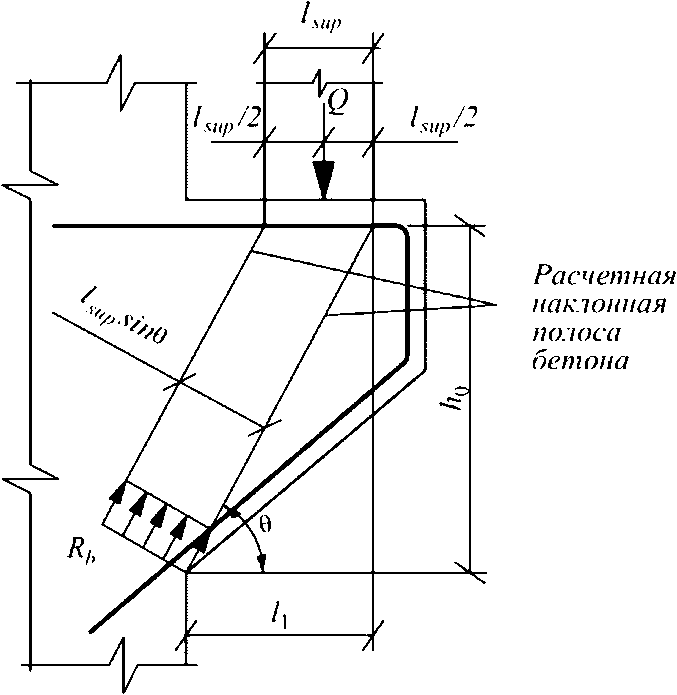 l_sup
Q
l_sup/2
l_sup/2
Расчетная
наклонная
полоса
бетона
l_sup sinθ
h_0
θ
R_b
l_1